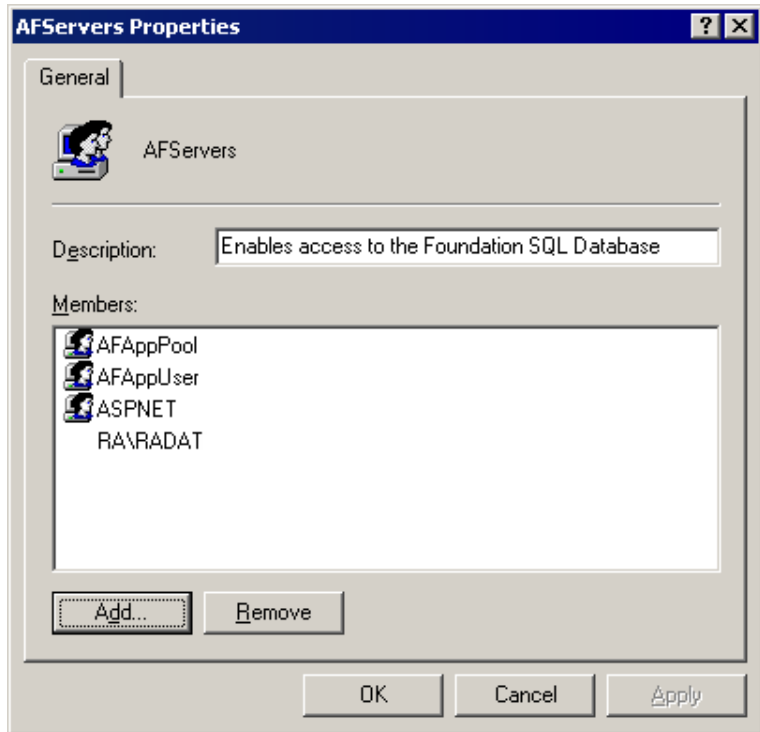 AFServers Properties
General
AFServers
Description: Enables access to the Foundation SQL Database
Members:
AFAppPool
AFAppUser
ASPNET
RA\RADAT
Add... Remove
OK Cancel Apply